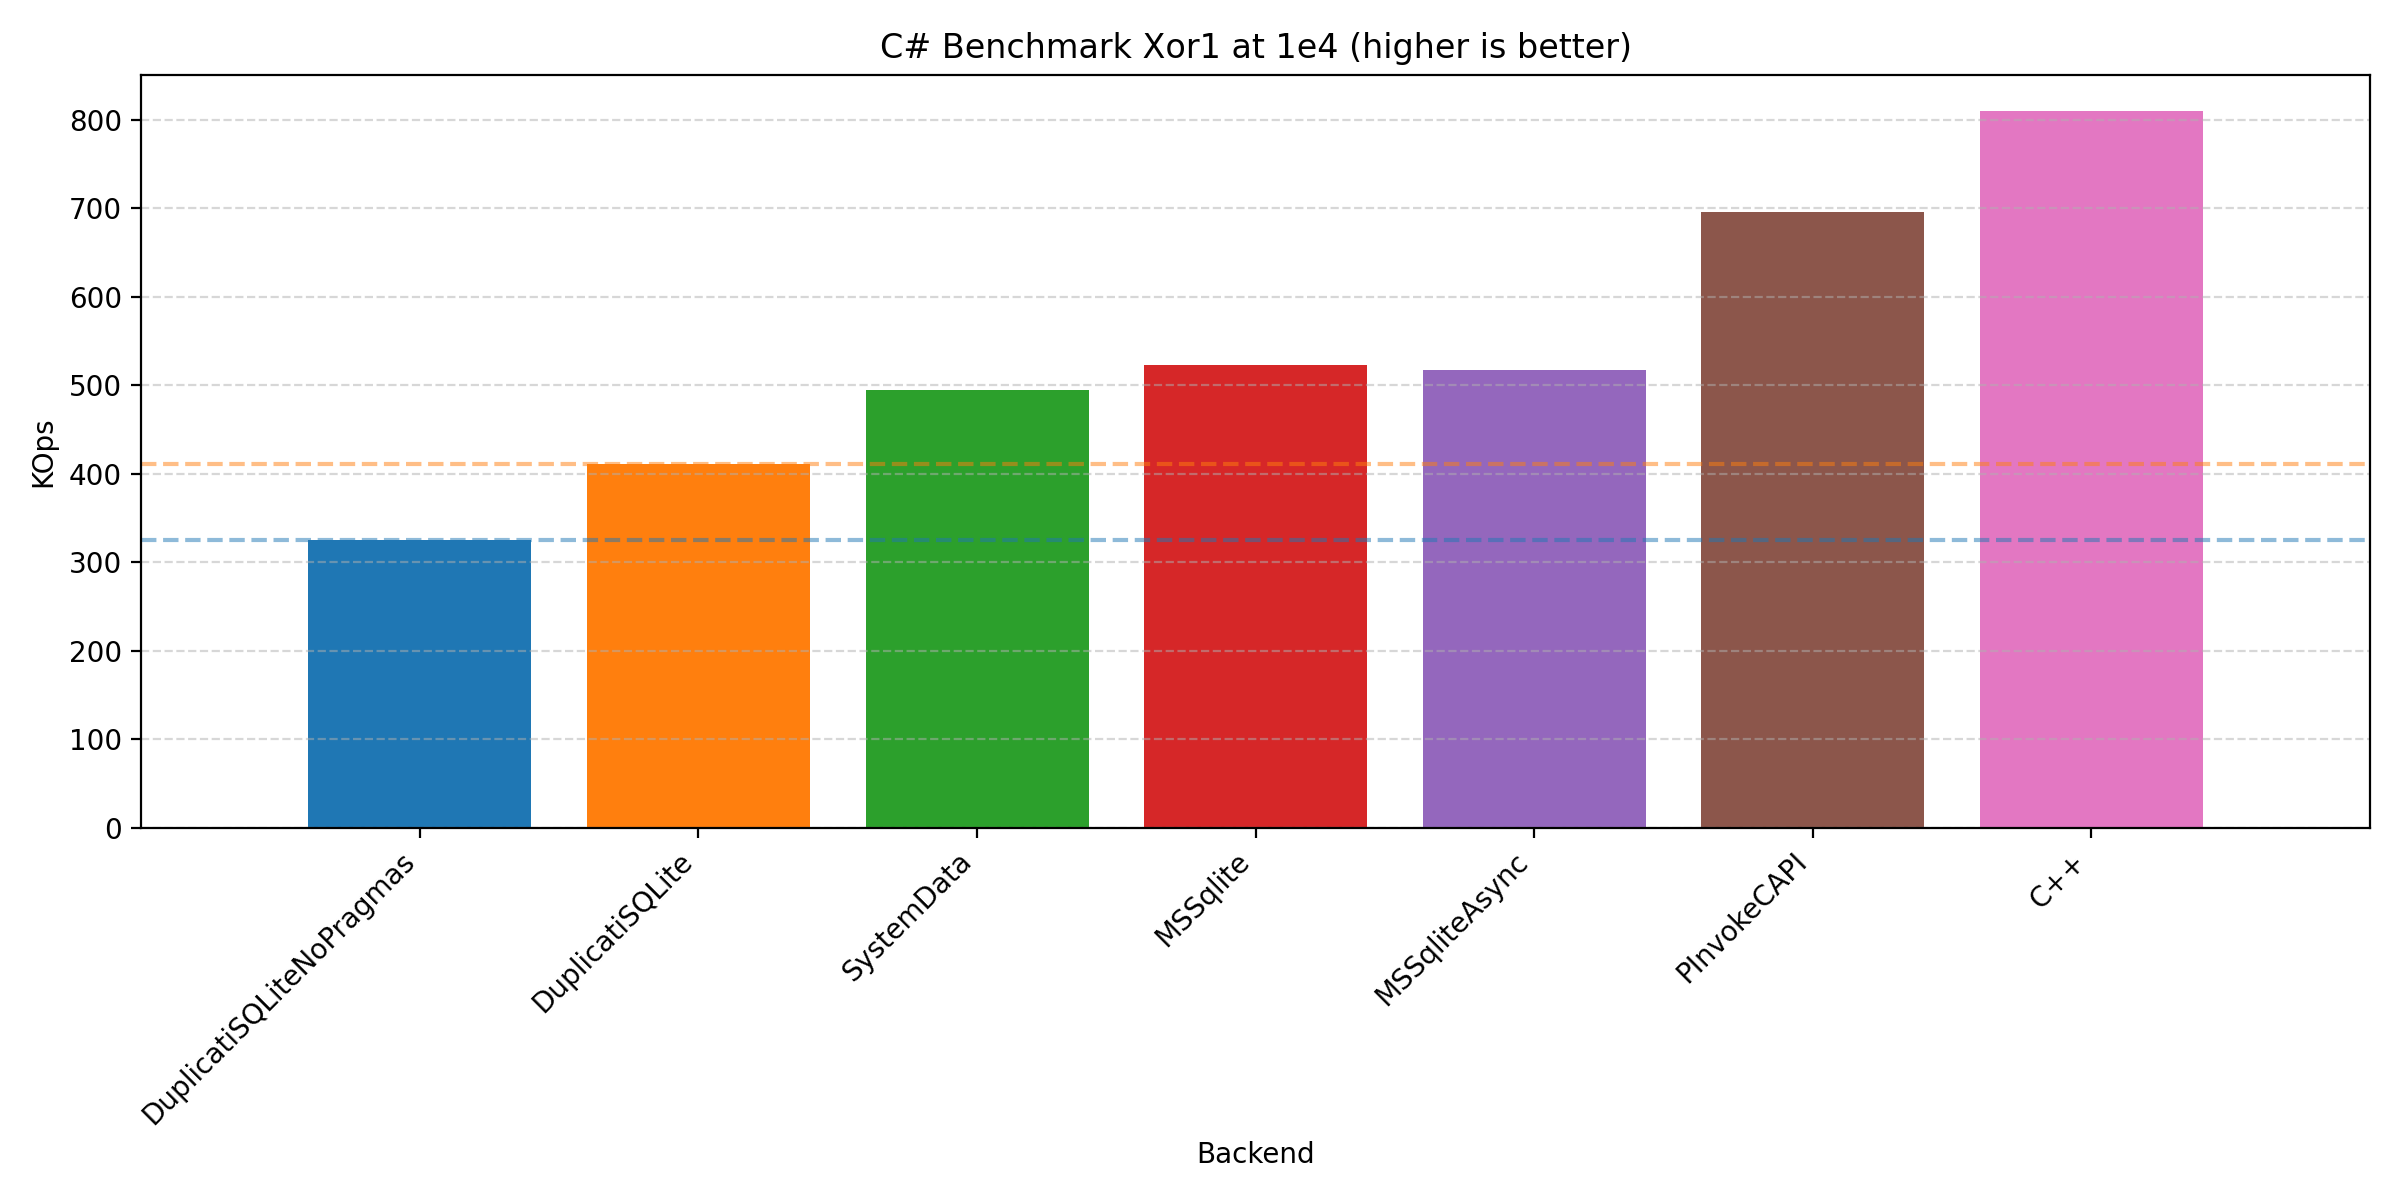 C# Benchmark Xor1 at 1e4 (higher is better)
KOps
800
700
600
500
400
300
200
100
0
DuplicatiSQLiteNoPragmas
DuplicatiSQLite
SystemData
MSSqlite
MSSqliteAsync
PInvokeCAPI
C++
Backend